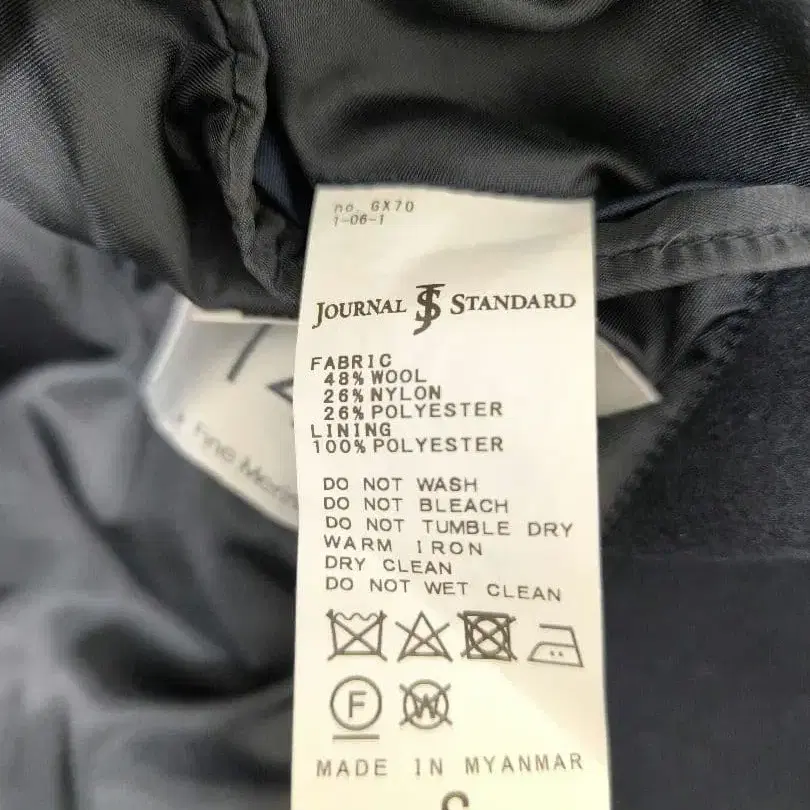 no. GX70
1-06-1
JOURNAL JS STANDARD
FABRIC
48% WOOL
26% NYLON
26% POLYESTER
LINING
100% POLYESTER
DO NOT WASH
DO NOT BLEACH
DO NOT TUMBLE DRY
WARM IRON
DRY CLEAN
DO NOT WET CLEAN
F W
MADE IN MYANMAR
Fine